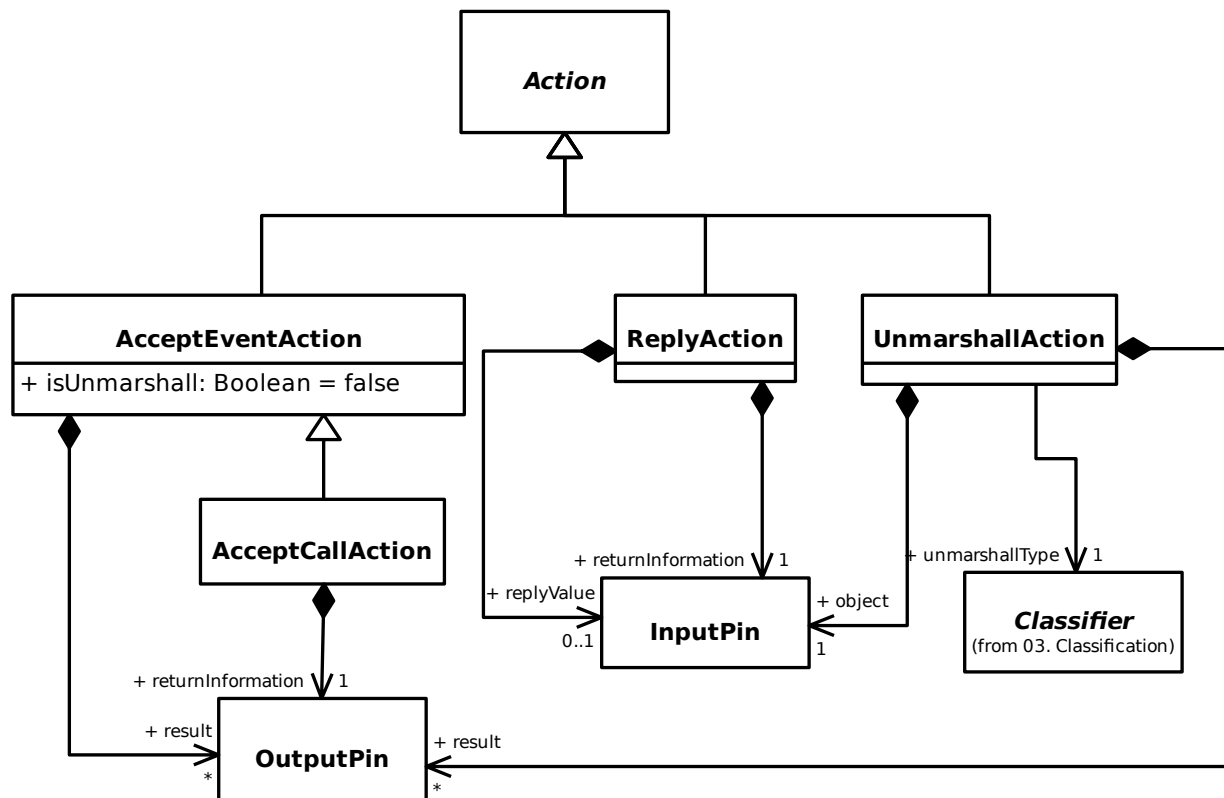 Action
AcceptEventAction
+ isUnmarshall: Boolean = false
ReplyAction
UnmarshallAction
AcceptCallAction
+ returnInformation
1
+ unmarshallType
1
+ replyValue
0..1
InputPin
+ object
1
Classifier
(from 03. Classification)
+ returnInformation
1
+ result
*
OutputPin
+ result
*